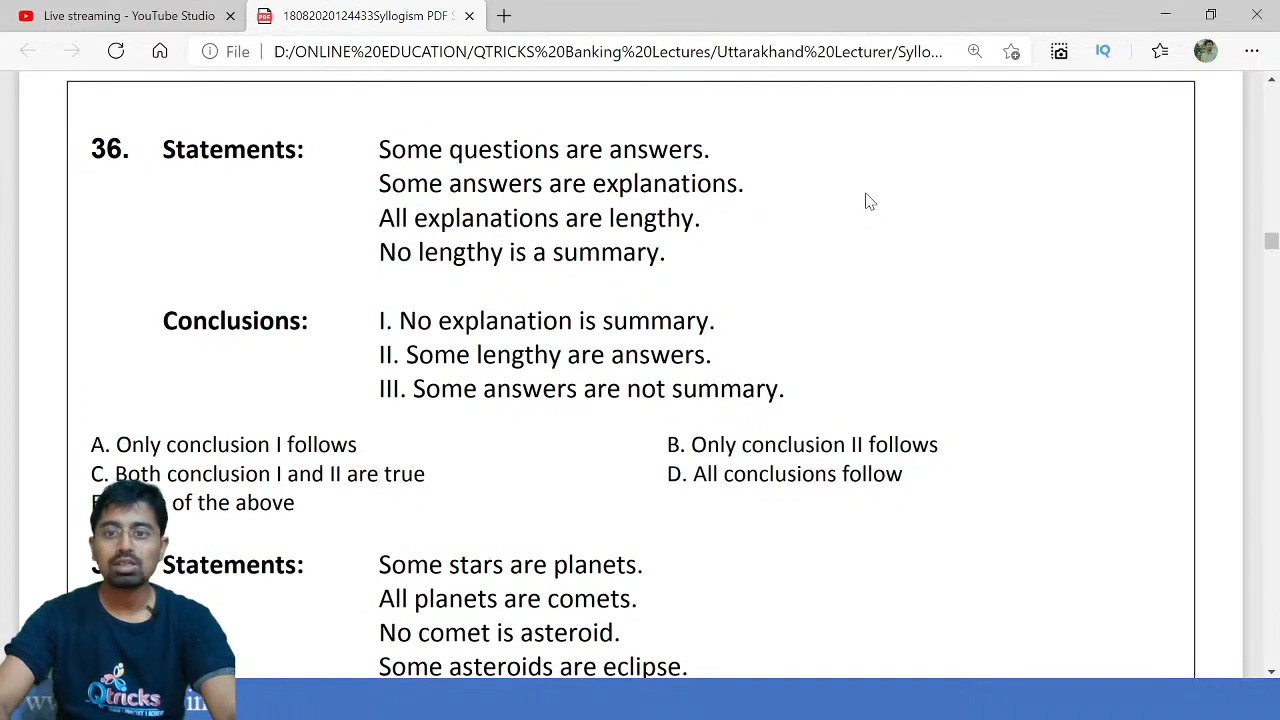 Live streaming - YouTube Studio
18082020124433Syllogism PDF S
File D:/ONLINE%20EDUCATION/QTRICKS%20Banking%20Lectures/Uttarakhand%20Lecturer/Syllo...
IQ
36. Statements: Some questions are answers.
Some answers are explanations.
All explanations are lengthy.
No lengthy is a summary.
Conclusions: I. No explanation is summary.
II. Some lengthy are answers.
III. Some answers are not summary.
A. Only conclusion I follows B. Only conclusion II follows
C. Both conclusion I and II are true D. All conclusions follow
of the above
Statements: Some stars are planets.
All planets are comets.
No comet is asteroid.
Some asteroids are eclipse.
Qtricks